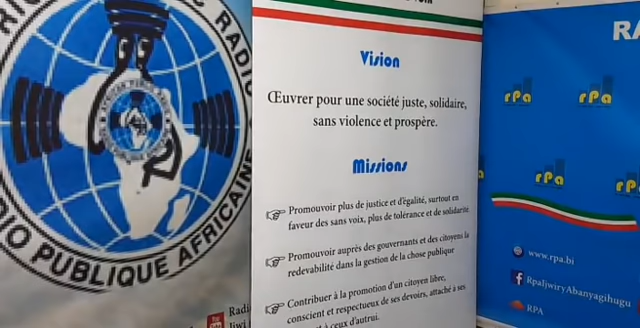 RADIO PUBLIQUE AFRICAINE
Vision
Œuvrer pour une société juste, solidaire,
sans violence et prospère.
Missions
Promouvoir plus de justice et d'égalité, surtout en
faveur des sans voix, plus de tolérance et de solidarité
Promouvoir auprès des gouvernants et des citoyens la
redevabilité dans la gestion de la chose publique
Contribuer à la promotion d'un citoyen libre,
conscient et respectueux de ses devoirs, attaché à ses
et à ceux d'autrui.
Radi
RA
rPa
rPa
rPa
rPa
www.rpa.bi
RpaIjwiryAbanyagihugu
RPA